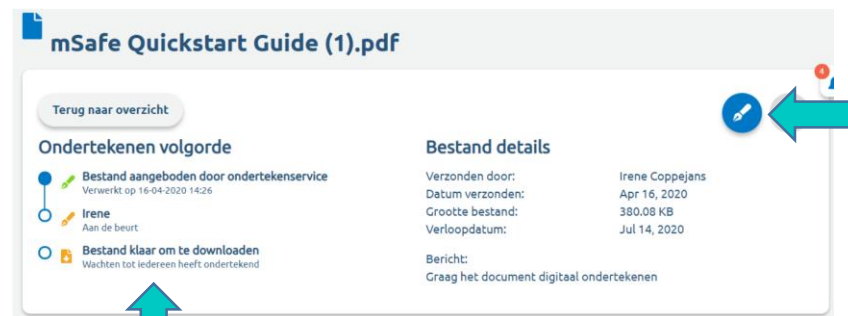 mSafe Quickstart Guide (1).pdf
4
Terug naar overzicht
Ondertekenen volgorde
Bestand aangeboden door ondertekenservice
Verwerkt op 16-04-2020 14:26
Irene
Aan de beurt
Bestand klaar om te downloaden
Wachten tot iedereen heeft ondertekend
Bestand details
Verzonden door: Irene Coppejans
Datum verzonden: Apr 16, 2020
Grootte bestand: 380.08 KB
Verloopdatum: Jul 14, 2020
Bericht:
Graag het document digitaal ondertekenen